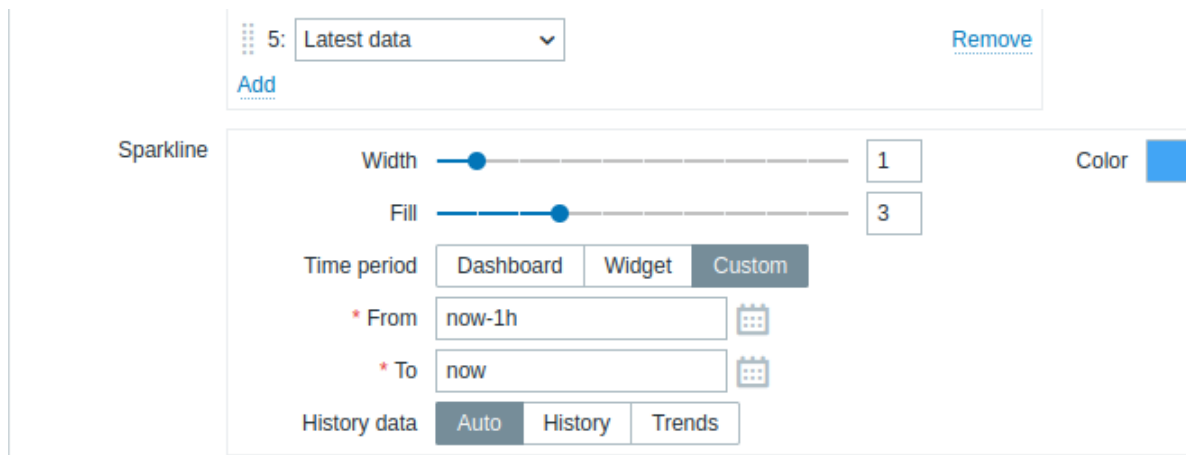 5: Latest data Remove
Add
Sparkline Width 1 Color
Fill 3
Time period Dashboard Widget Custom
* From now-1h
* To now
History data Auto History Trends